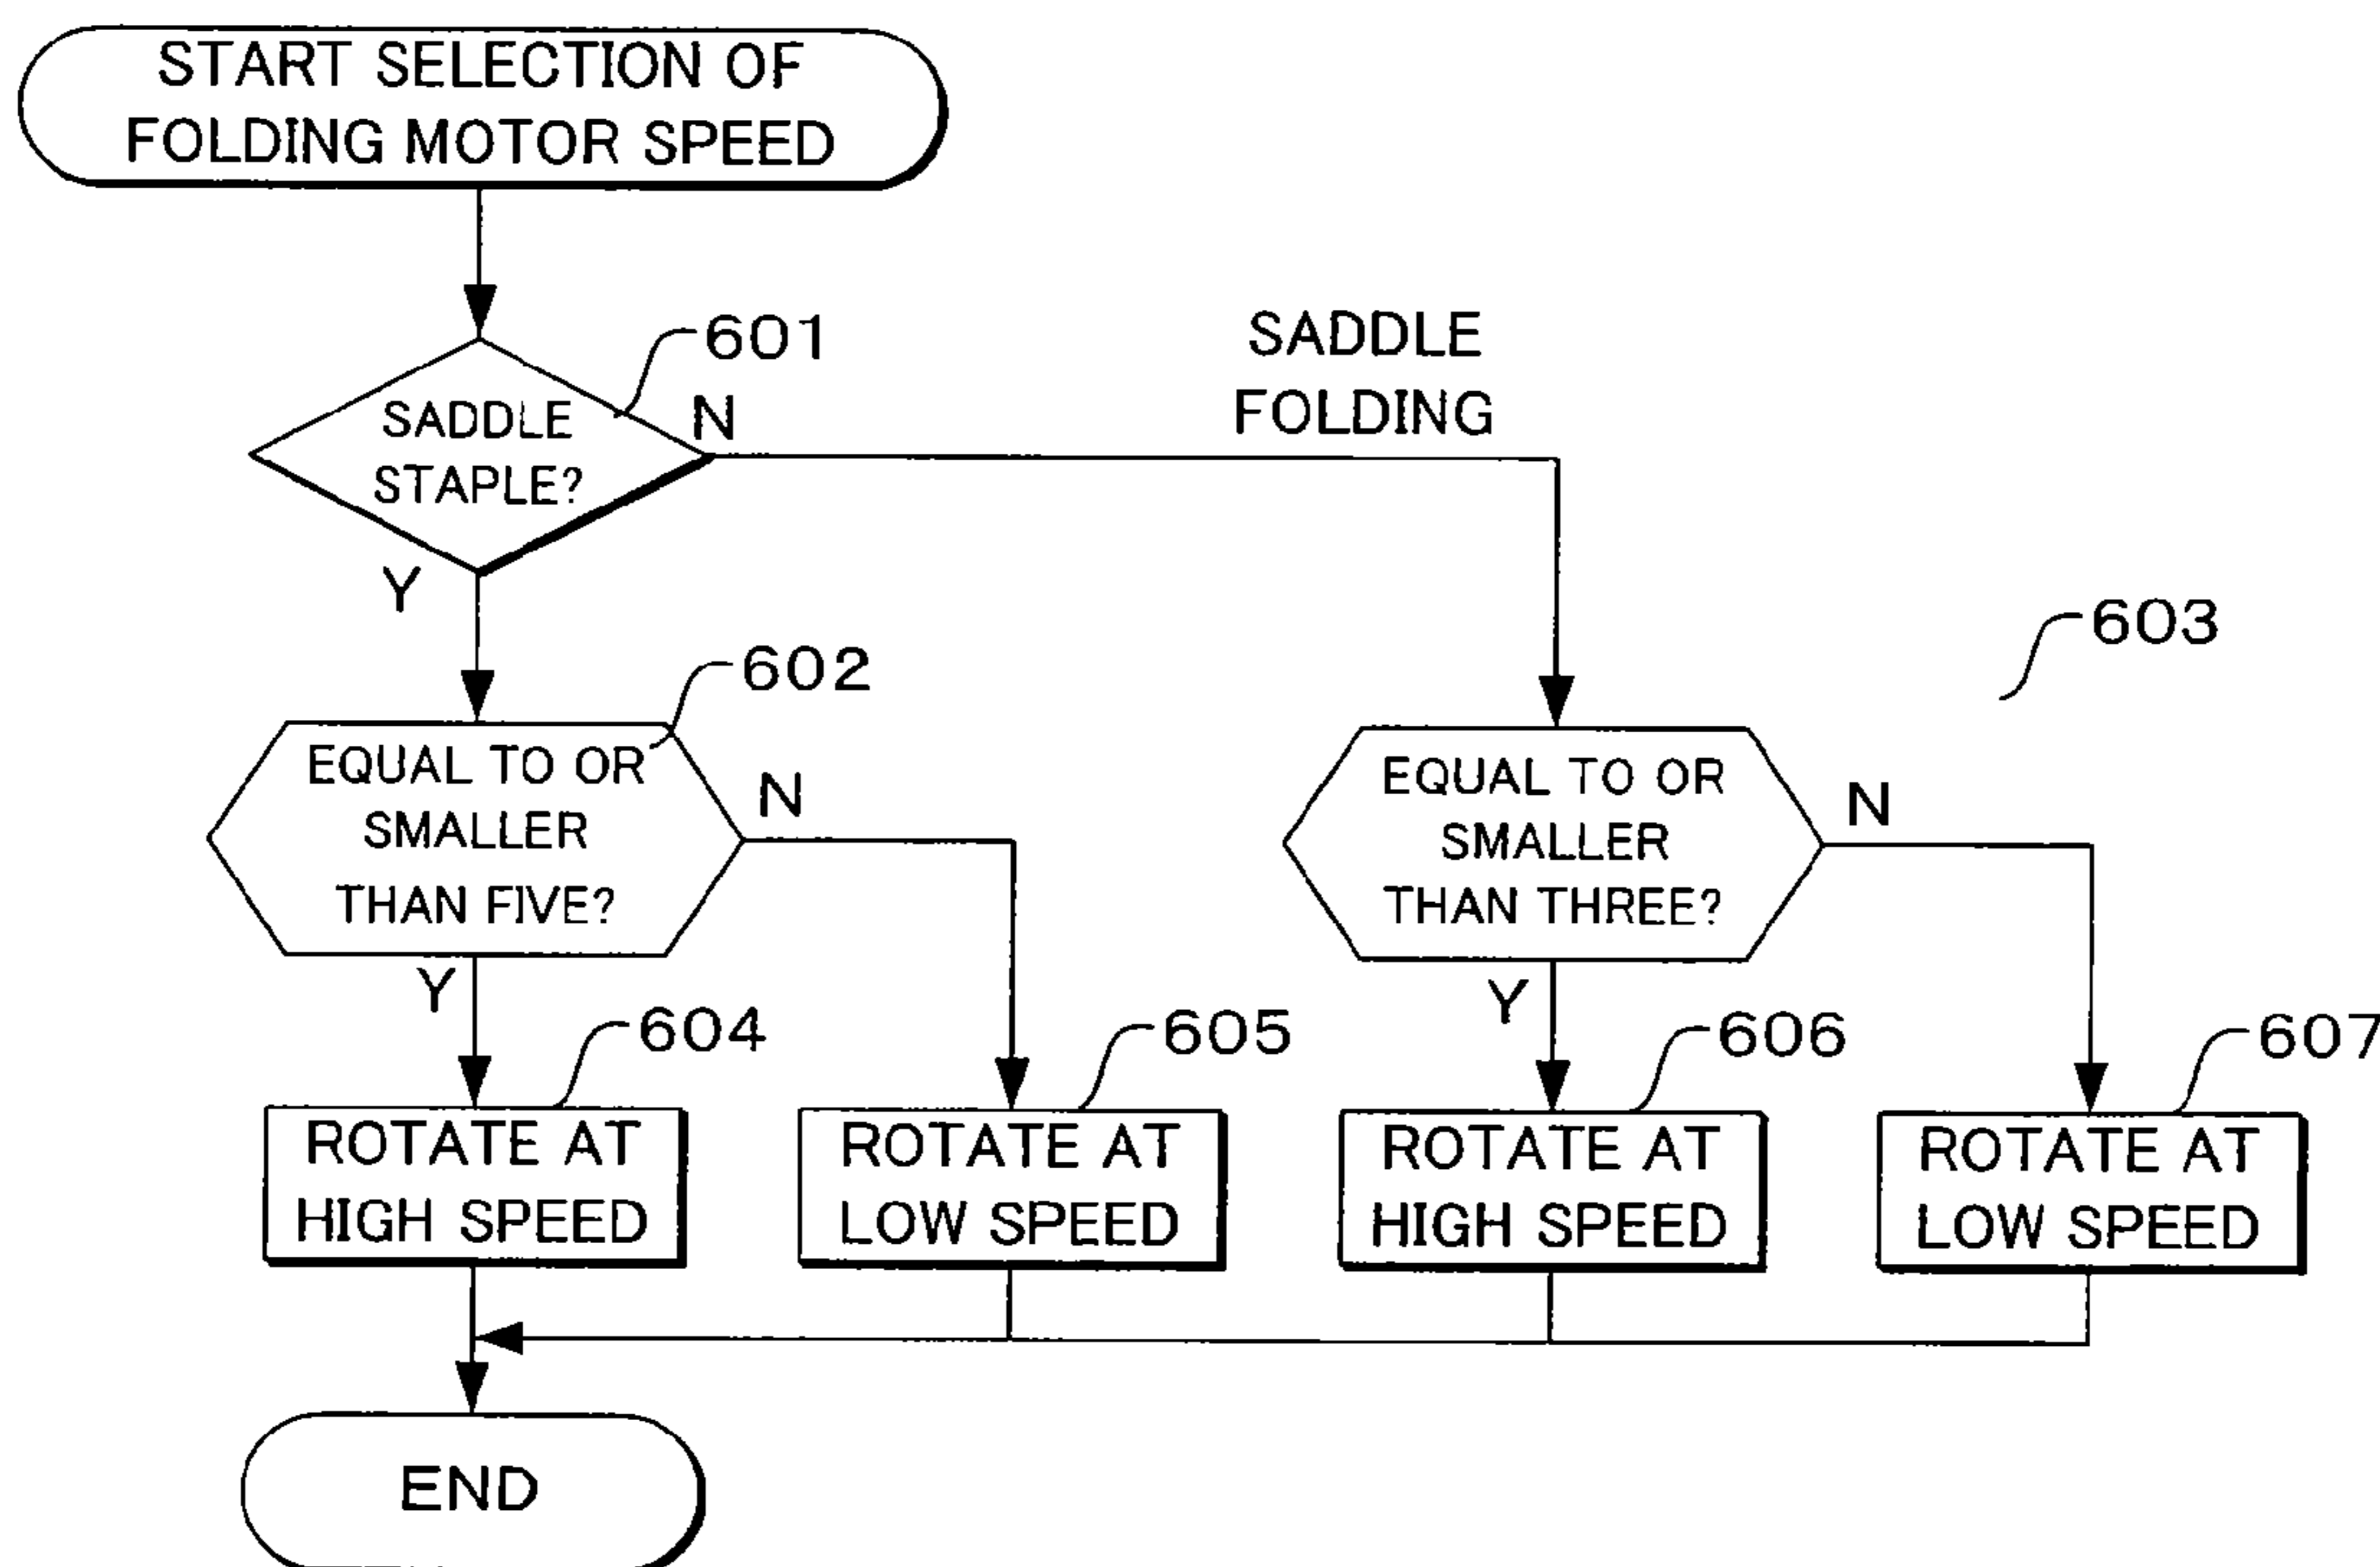 START SELECTION OF
FOLDING MOTOR SPEED
601
SADDLE
STAPLE?
N
SADDLE
FOLDING
Y
602
603
EQUAL TO OR
SMALLER
THAN FIVE?
N
EQUAL TO OR
SMALLER
THAN THREE?
N
Y
Y
604
605
606
607
ROTATE AT
HIGH SPEED
ROTATE AT
LOW SPEED
ROTATE AT
HIGH SPEED
ROTATE AT
LOW SPEED
END